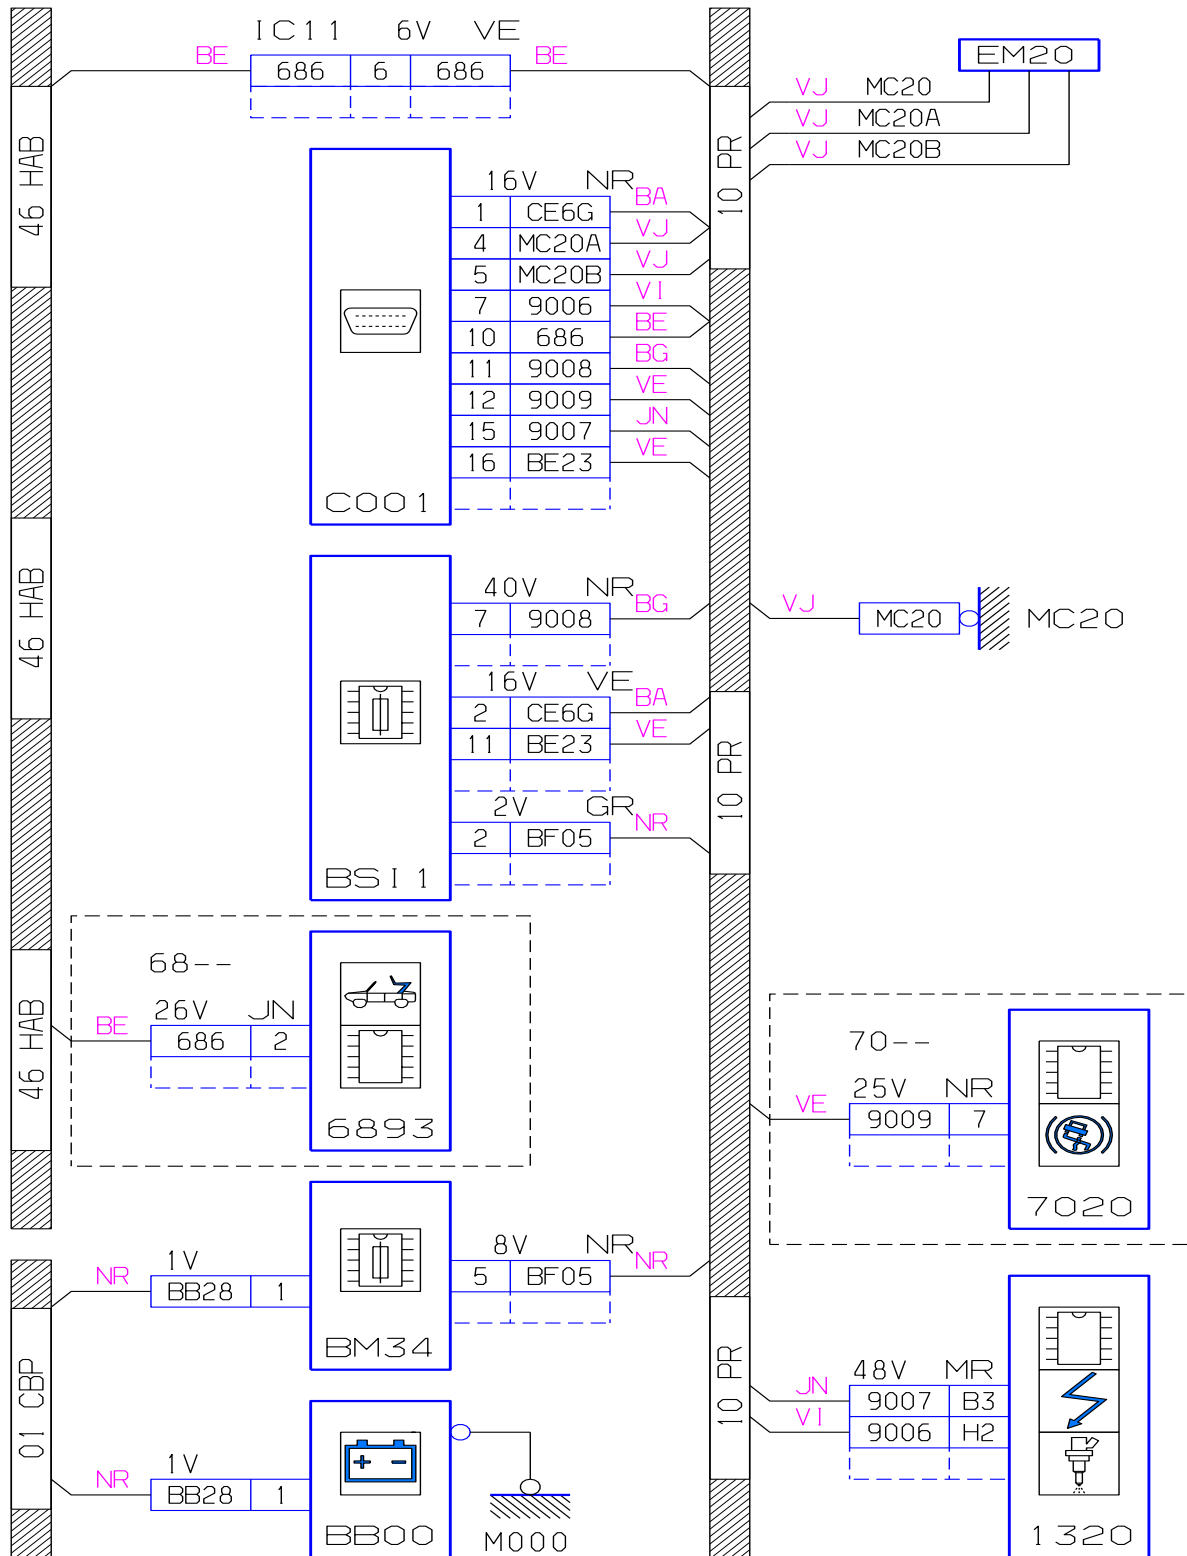 IC11 6V VE
BE 686 6 686 BE
46 HAB
10 PR
EM20
VJ MC20
VJ MC20A
VJ MC20B
16V NR
1 CE6G BA
4 MC20A VJ
5 MC20B VJ
7 9006 VI
10 686 BE
11 9008 BG
12 9009 VE
15 9007 JN
16 BE23 VE
C001
46 HAB
40V NR
7 9008 BG
16V VE
2 CE6G BA
11 BE23 VE
2V GR
2 BF05 NR
BSI1
VJ MC20 MC20
10 PR
46 HAB
68--
26V JN
BE 686 2
6893
70--
25V NR
VE 9009 7
7020
01 CBP
1V
NR BB28 1
8V NR
5 BF05 NR
BM34
10 PR
48V MR
JN 9007 B3
VI 9006 H2
1320
1V
NR BB28 1
BB00
M000